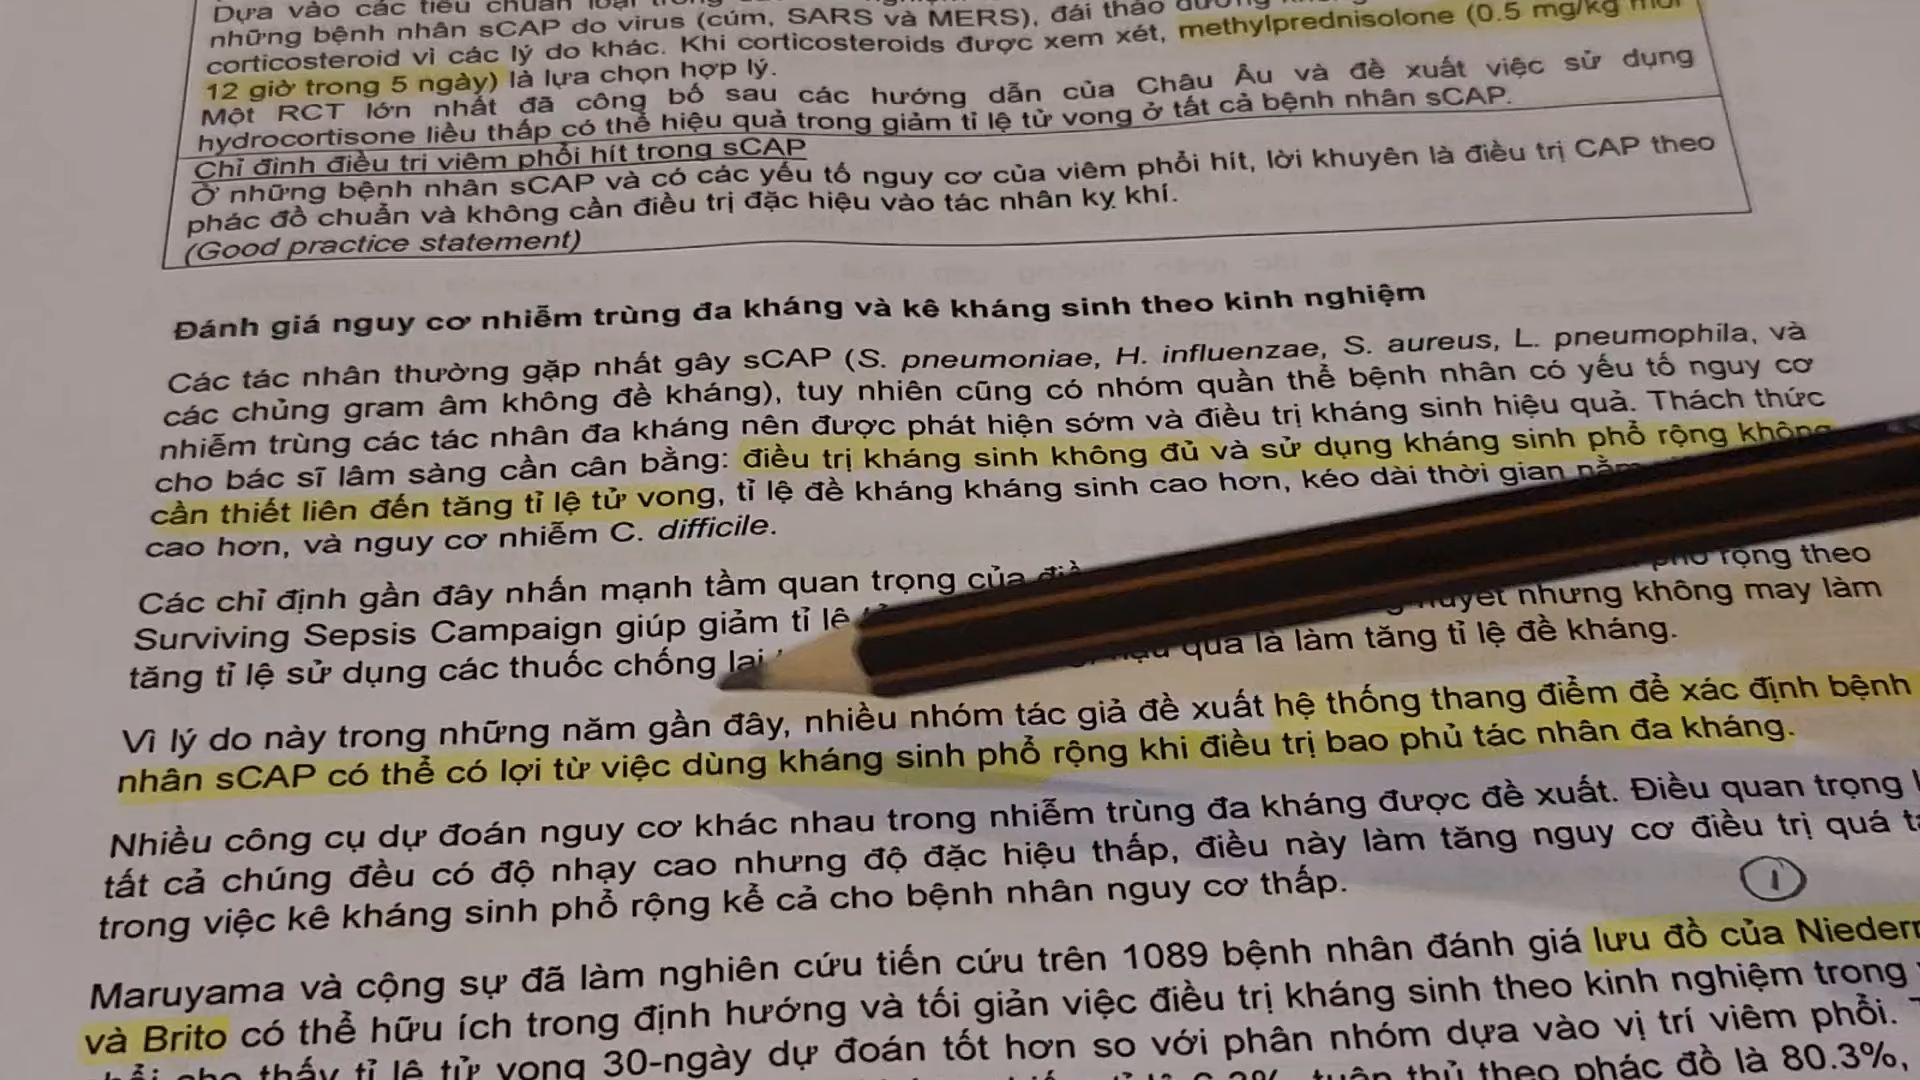 Dựa vào các tiêu chuẩn loại
những bệnh nhân sCAP do virus (cúm, SARS và MERS), đái tháo
corticosteroid vì các lý do khác. Khi corticosteroids được xem xét, methylprednisolone (0.5 mg/kg mỗi
12 giờ trong 5 ngày) là lựa chọn hợp lý.
Một RCT lớn nhất đã công bố sau các hướng dẫn của Châu Âu và đề xuất việc sử dụng
hydrocortisone liều thấp có thể hiệu quả trong giảm tỉ lệ tử vong ở tất cả bệnh nhân sCAP.
Chỉ định điều trị viêm phổi hít trong sCAP
Ở những bệnh nhân sCAP và có các yếu tố nguy cơ của viêm phổi hít, lời khuyên là điều trị CAP theo
phác đồ chuẩn và không cần điều trị đặc hiệu vào tác nhân kỵ khí.
(Good practice statement)
Đánh giá nguy cơ nhiễm trùng đa kháng và kê kháng sinh theo kinh nghiệm
Các tác nhân thường gặp nhất gây sCAP (S. pneumoniae, H. influenzae, S. aureus, L. pneumophila, và
các chủng gram âm không đề kháng), tuy nhiên cũng có nhóm quần thể bệnh nhân có yếu tố nguy cơ
nhiễm trùng các tác nhân đa kháng nên được phát hiện sớm và điều trị kháng sinh hiệu quả. Thách thức
cho bác sĩ lâm sàng cần cân bằng: điều trị kháng sinh không đủ và sử dụng kháng sinh phổ rộng không
cần thiết liên đến tăng tỉ lệ tử vong, tỉ lệ đề kháng kháng sinh cao hơn, kéo dài thời gian nằm
cao hơn, và nguy cơ nhiễm C. difficile.
Các chỉ định gần đây nhấn mạnh tầm quan trọng của rộng theo
Surviving Sepsis Campaign giúp giảm tỉ lệ nhưng không may làm
tăng tỉ lệ sử dụng các thuốc chống lại quả là làm tăng tỉ lệ đề kháng.
Vì lý do này trong những năm gần đây, nhiều nhóm tác giả đề xuất hệ thống thang điểm để xác định bệnh
nhân sCAP có thể có lợi từ việc dùng kháng sinh phổ rộng khi điều trị bao phủ tác nhân đa kháng.
Nhiều công cụ dự đoán nguy cơ khác nhau trong nhiễm trùng đa kháng được đề xuất. Điều quan trọng
tất cả chúng đều có độ nhạy cao nhưng độ đặc hiệu thấp, điều này làm tăng nguy cơ điều trị quá
trong việc kê kháng sinh phổ rộng kể cả cho bệnh nhân nguy cơ thấp.
1
Maruyama và cộng sự đã làm nghiên cứu tiến cứu trên 1089 bệnh nhân đánh giá lưu đồ của
và Brito có thể hữu ích trong định hướng và tối giản việc điều trị kháng sinh theo kinh nghiệm trong
cho thấy tỉ lệ tử vong 30-ngày dự đoán tốt hơn so với phân nhóm dựa vào vị trí viêm phổi.
tuân thủ theo phác đồ là 80.3%,